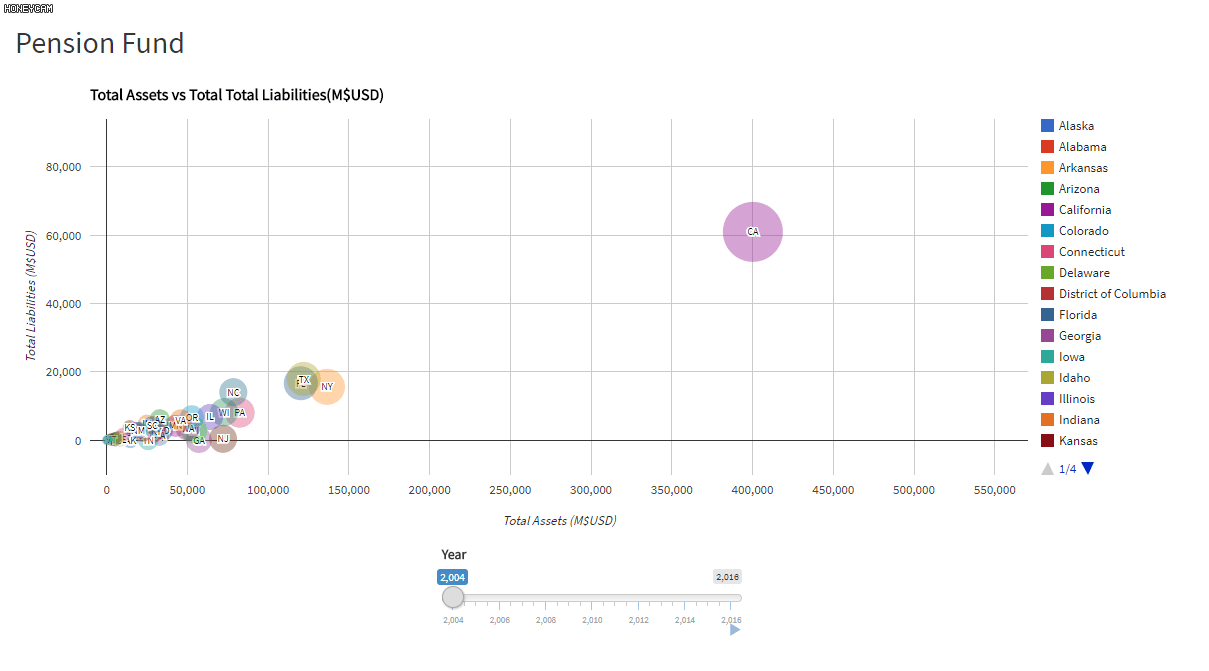 HONEYCAM
Pension Fund
Total Assets vs Total Total Liabilities(M$USD)
Total Liabilities (M$USD)
80,000
60,000
40,000
20,000
0
CA
TX
NY
NC
WI
PA
IL
OR
VA
AZ
KS
SC
NJ
GA
0 50,000 100,000 150,000 200,000 250,000 300,000 350,000 400,000 450,000 500,000 550,000
Total Assets (M$USD)
Alaska
Alabama
Arkansas
Arizona
California
Colorado
Connecticut
Delaware
District of Columbia
Florida
Georgia
Iowa
Idaho
Illinois
Indiana
Kansas
1/4
Year
2,004 2,016
2,004 2,006 2,008 2,010 2,012 2,014 2,016